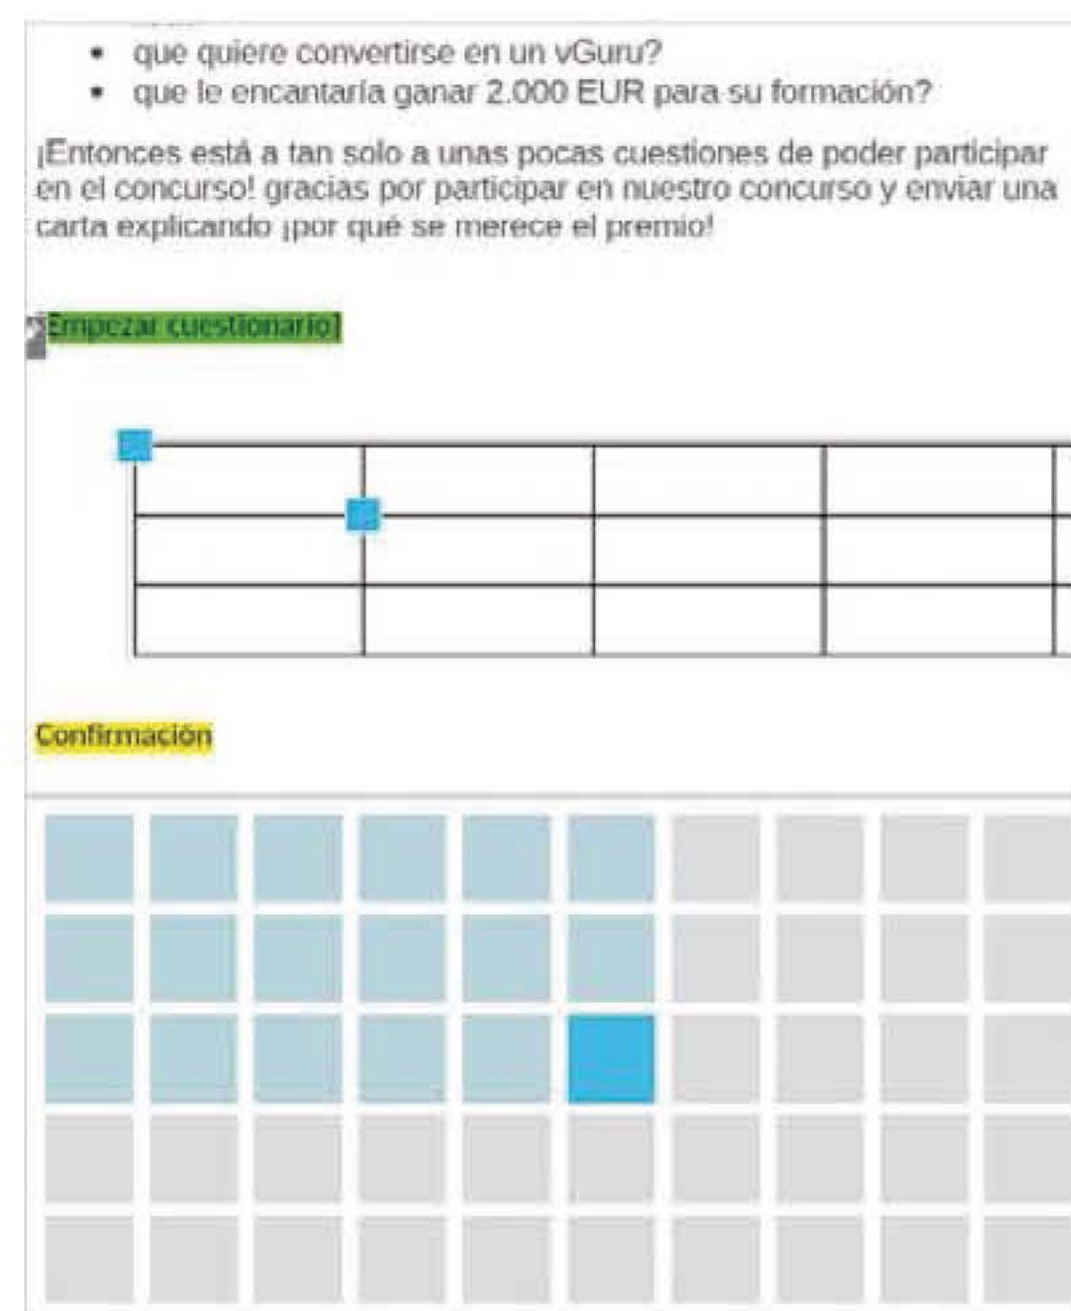 • que quiere convertirse en un vGuru?
• que le encantaría ganar 2.000 EUR para su formación?
¡Entonces está a tan solo a unas pocas cuestiones de poder participar
en el concurso! gracias por participar en nuestro concurso y enviar una
carta explicando ¡por qué se merece el premio!
Empezar cuestionario]
Confirmación